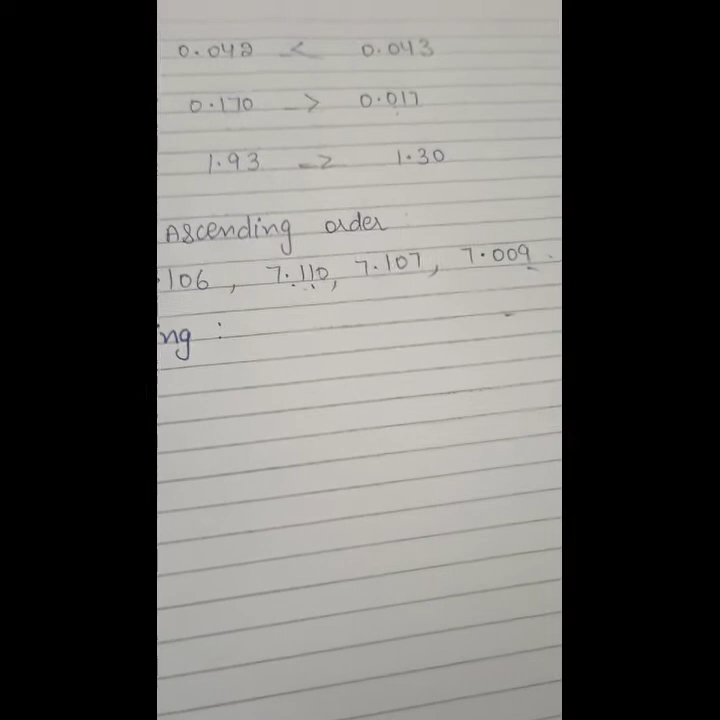 0.042 < 0.043
0.170 -> 0.017
1.93 -> 1.30
Ascending order
.106 , 7.110, 7.107, 7.009
ng :